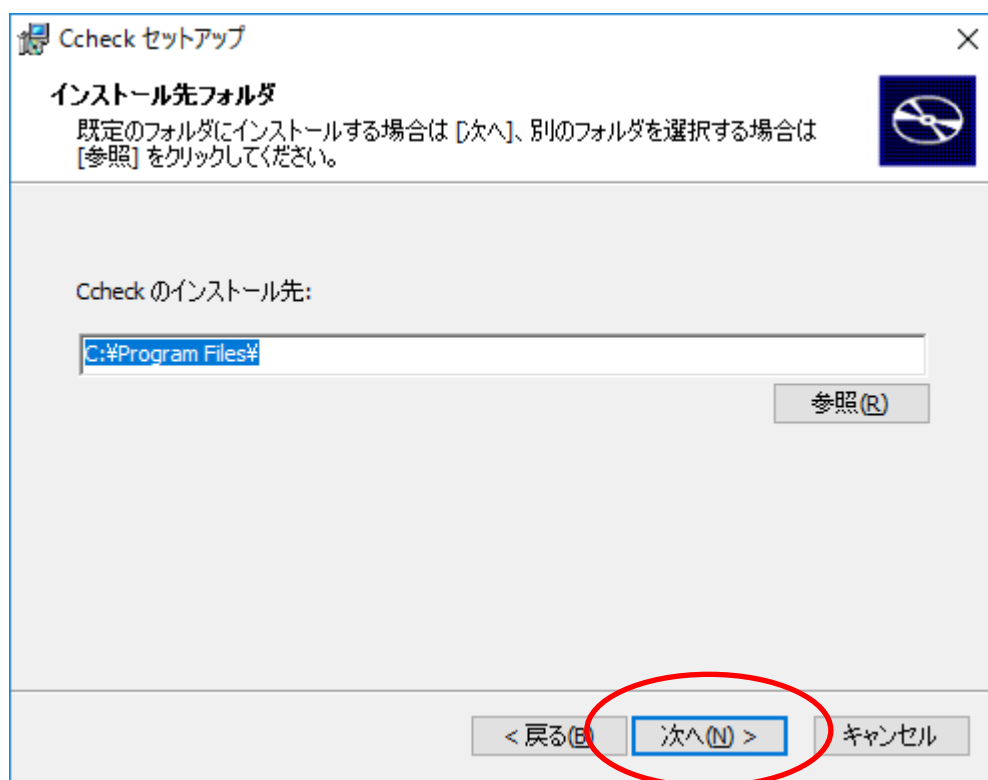 Ccheck セットアップ
インストール先フォルダ
既定のフォルダにインストールする場合は [次へ]、別のフォルダを選択する場合は
[参照] をクリックしてください。
Ccheck のインストール先:
C:¥Program Files¥
参照(R)
< 戻る(B) 次へ(N) > キャンセル